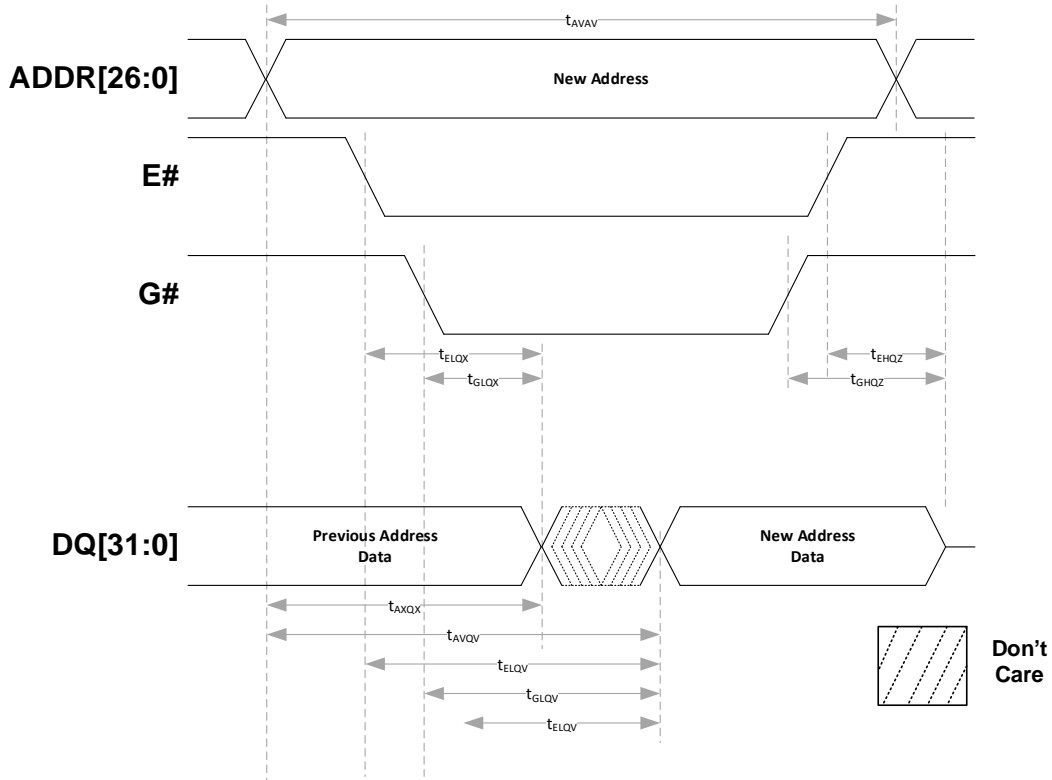 tAVAV
ADDR[26:0]
New Address
E#
G#
tELQX
tEHQZ
tGLQX
tGHQZ
DQ[31:0]
Previous Address
Data
New Address
Data
tAXQX
tAVQV
tELQV
tGLQV
tELQV
Don't
Care